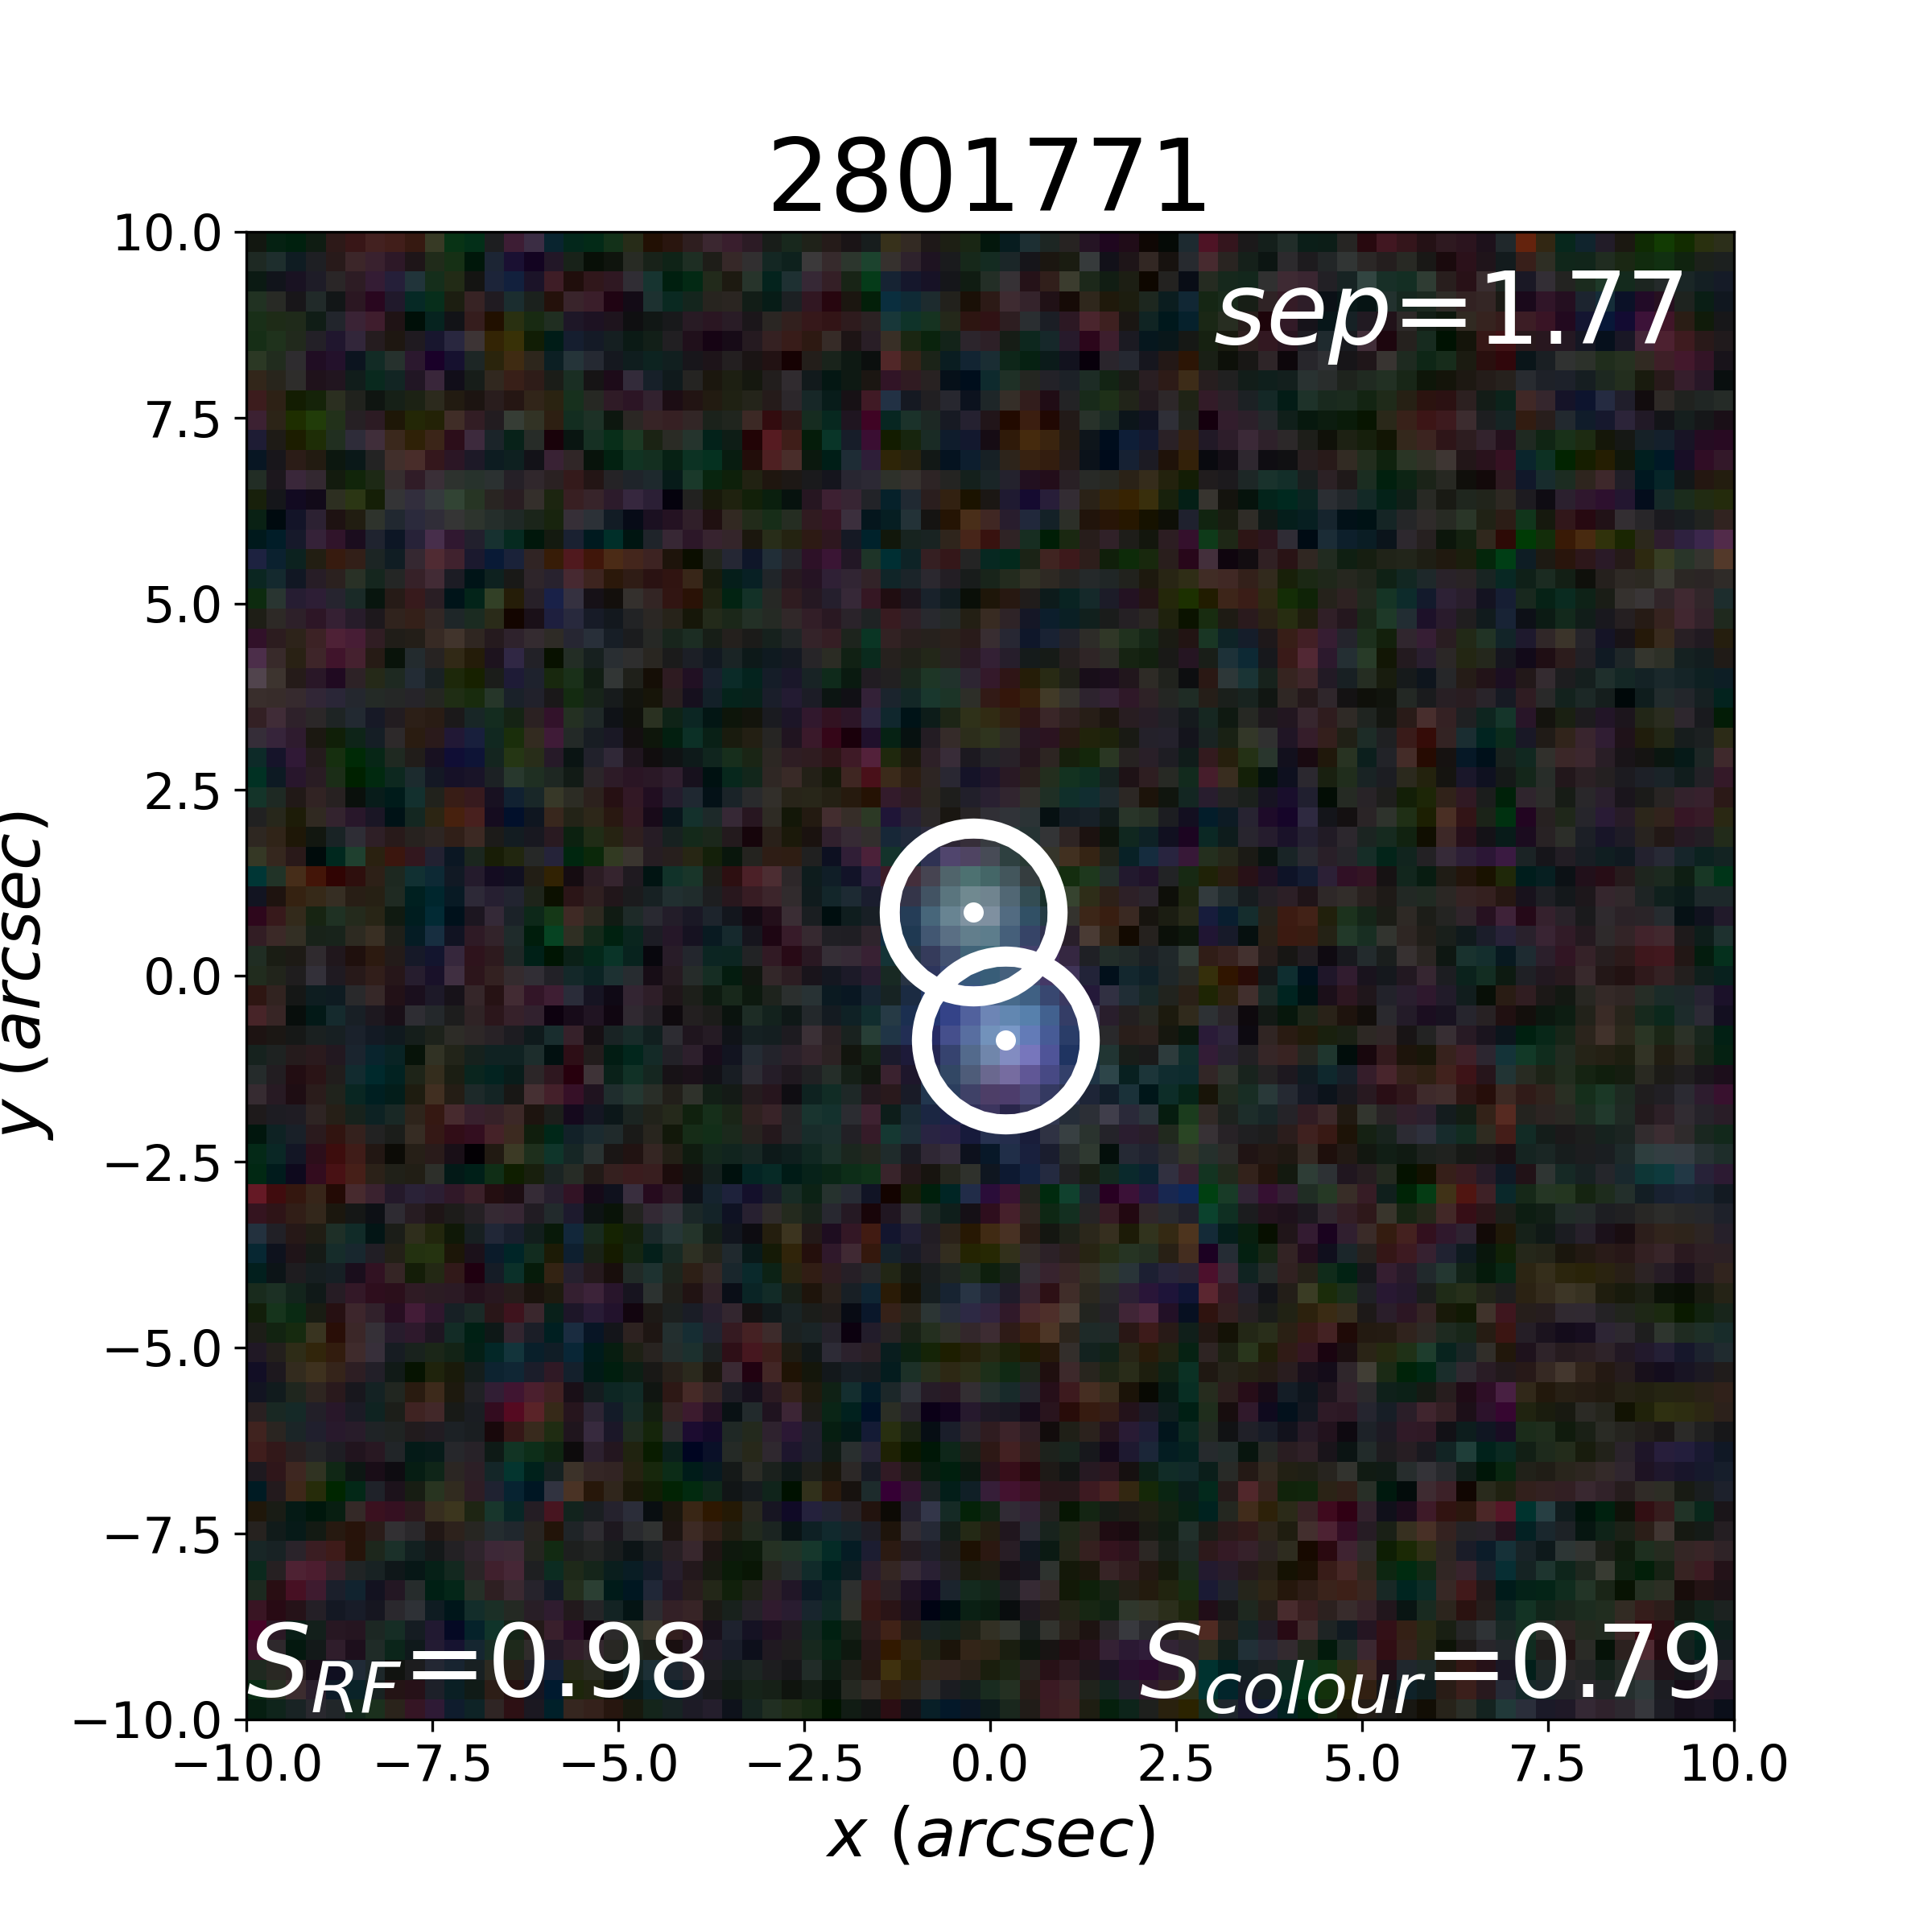 2801771
10.0
7.5
5.0
2.5
0.0
−2.5
−5.0
−7.5
−10.0
y (arcsec)
sep=1.77
S_RF=0.98
S_colour=0.79
−10.0 −7.5 −5.0 −2.5 0.0 2.5 5.0 7.5 10.0
x (arcsec)